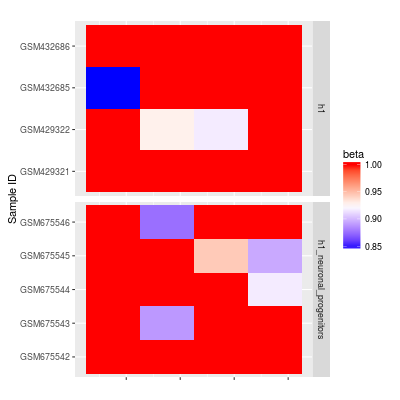 GSM432686
GSM432685
GSM429322
GSM429321
h1
GSM675546
GSM675545
GSM675544
GSM675543
GSM675542
h1_neuronal_progenitors
Sample ID
beta
1.00
0.95
0.90
0.85